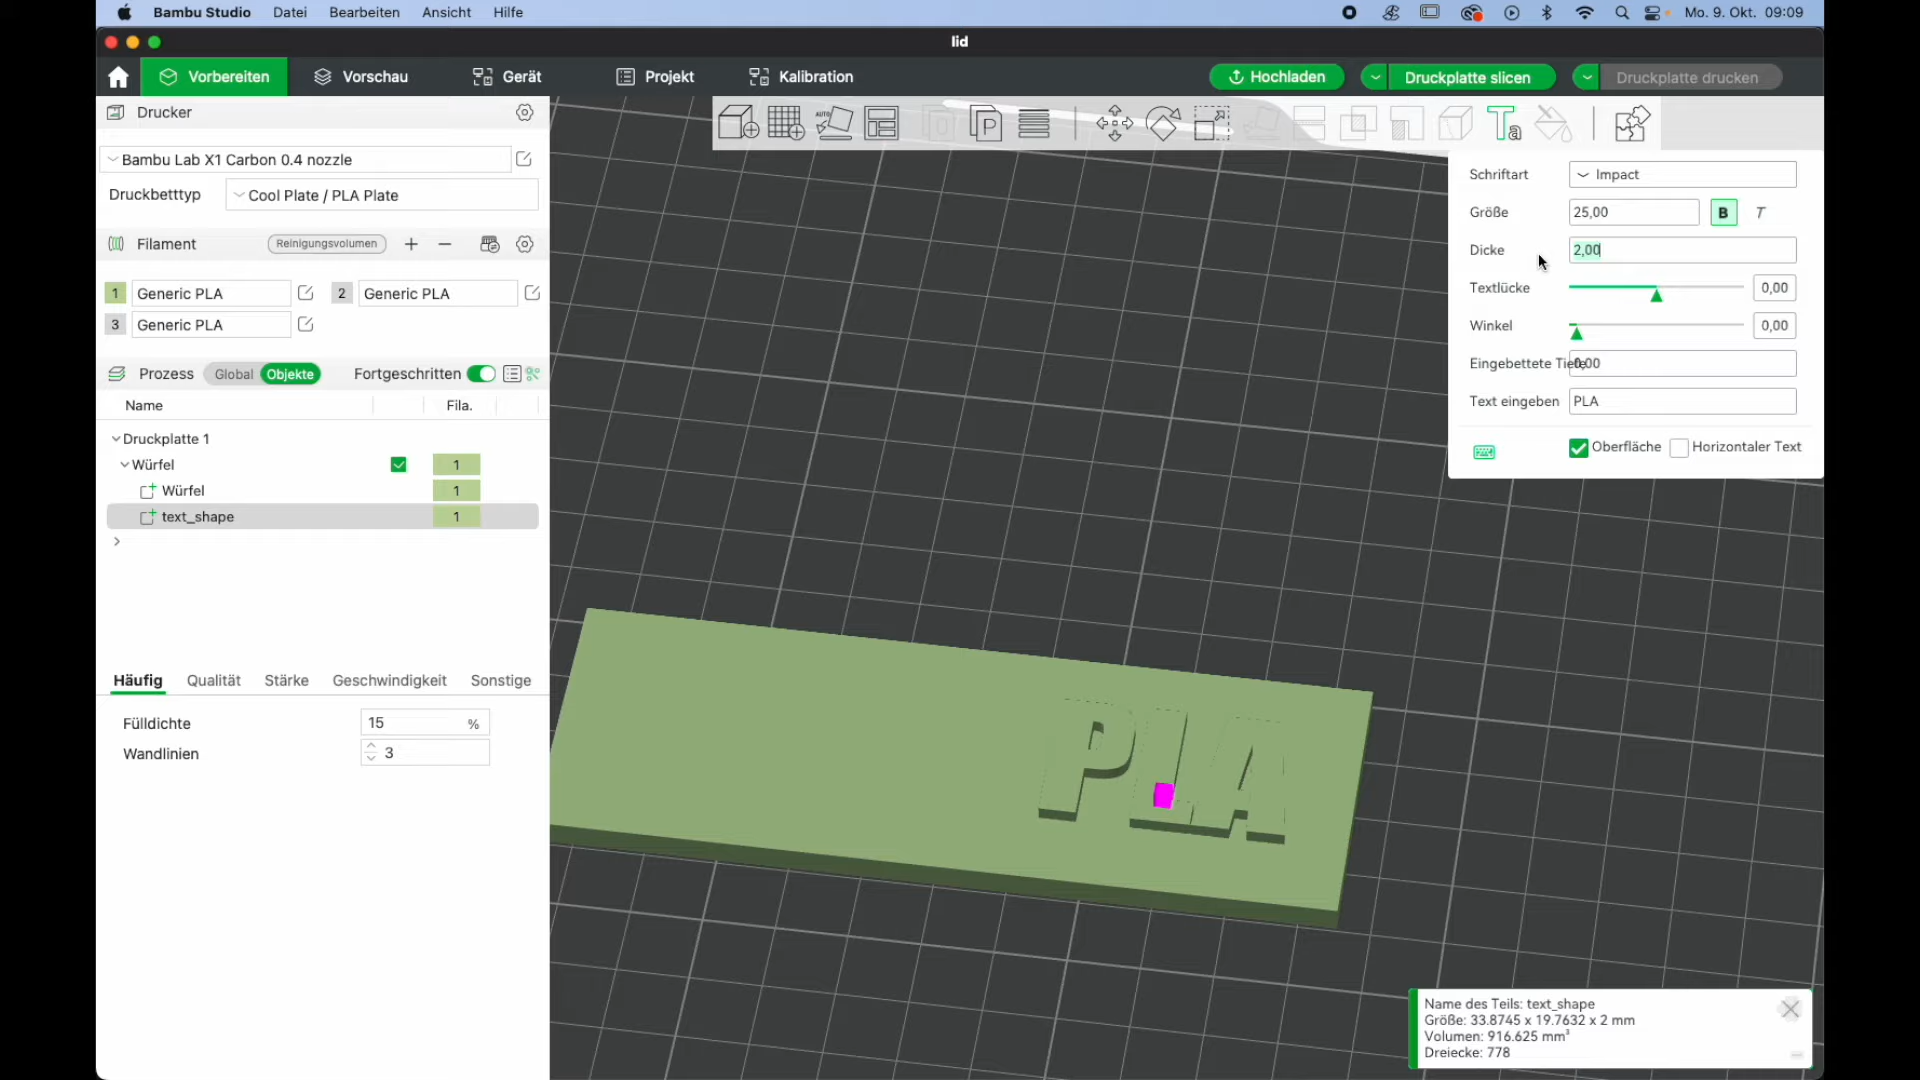 Bambu Studio Datei Bearbeiten Ansicht Hilfe Mo. 9. Okt. 09:09
lid
Vorbereiten Vorschau Gerät Projekt Kalibration Hochladen Druckplatte slicen Druckplatte drucken
Drucker
Bambu Lab X1 Carbon 0.4 nozzle
Druckbetttyp Cool Plate / PLA Plate
Filament Reinigungsvolumen
1 Generic PLA 2 Generic PLA
3 Generic PLA
Prozess Global Objekte Fortgeschritten
Name Fila.
Druckplatte 1
Würfel 1
Würfel 1
text_shape 1
Häufig Qualität Stärke Geschwindigkeit Sonstige
Fülldichte 15 %
Wandlinien 3
AUTO
P
Ta
Schriftart Impact
Größe 25,00 B T
Dicke 2,00
Textlücke 0,00
Winkel 0,00
Eingebettete Tiefe 0,00
Text eingeben PLA
Oberfläche Horizontaler Text
PLA
Name des Teils: text_shape
Größe: 33.8745 x 19.7632 x 2 mm
Volumen: 916.625 mm³
Dreiecke: 778